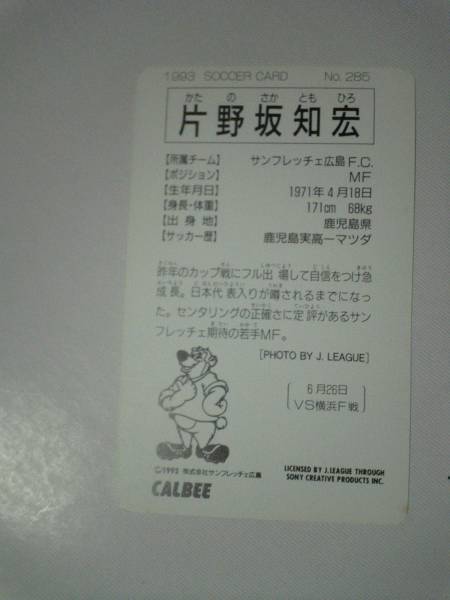 1993 SOCCER CARD No. 285
かた の さか とも ひろ
片野坂知宏
【所属チーム】 サンフレッチェ広島F.C.
【ポジション】 MF
【生年月日】 1971年4月18日
【身長・体重】 171cm 68kg
【出身地】 鹿児島県
【サッカー歴】 鹿児島実高ーマツダ
昨年のカップ戦にフル出場して自信をつけ急
成長。日本代表入りが噂されるまでになっ
た。センタリングの正確さに定評があるサン
フレッチェ期待の若手MF。
[PHOTO BY J. LEAGUE]
6月26日
VS横浜F戦
©1992 株式会社サンフレッチェ広島
CALBEE
LICENSED BY J.LEAGUE THROUGH
SONY CREATIVE PRODUCTS INC.